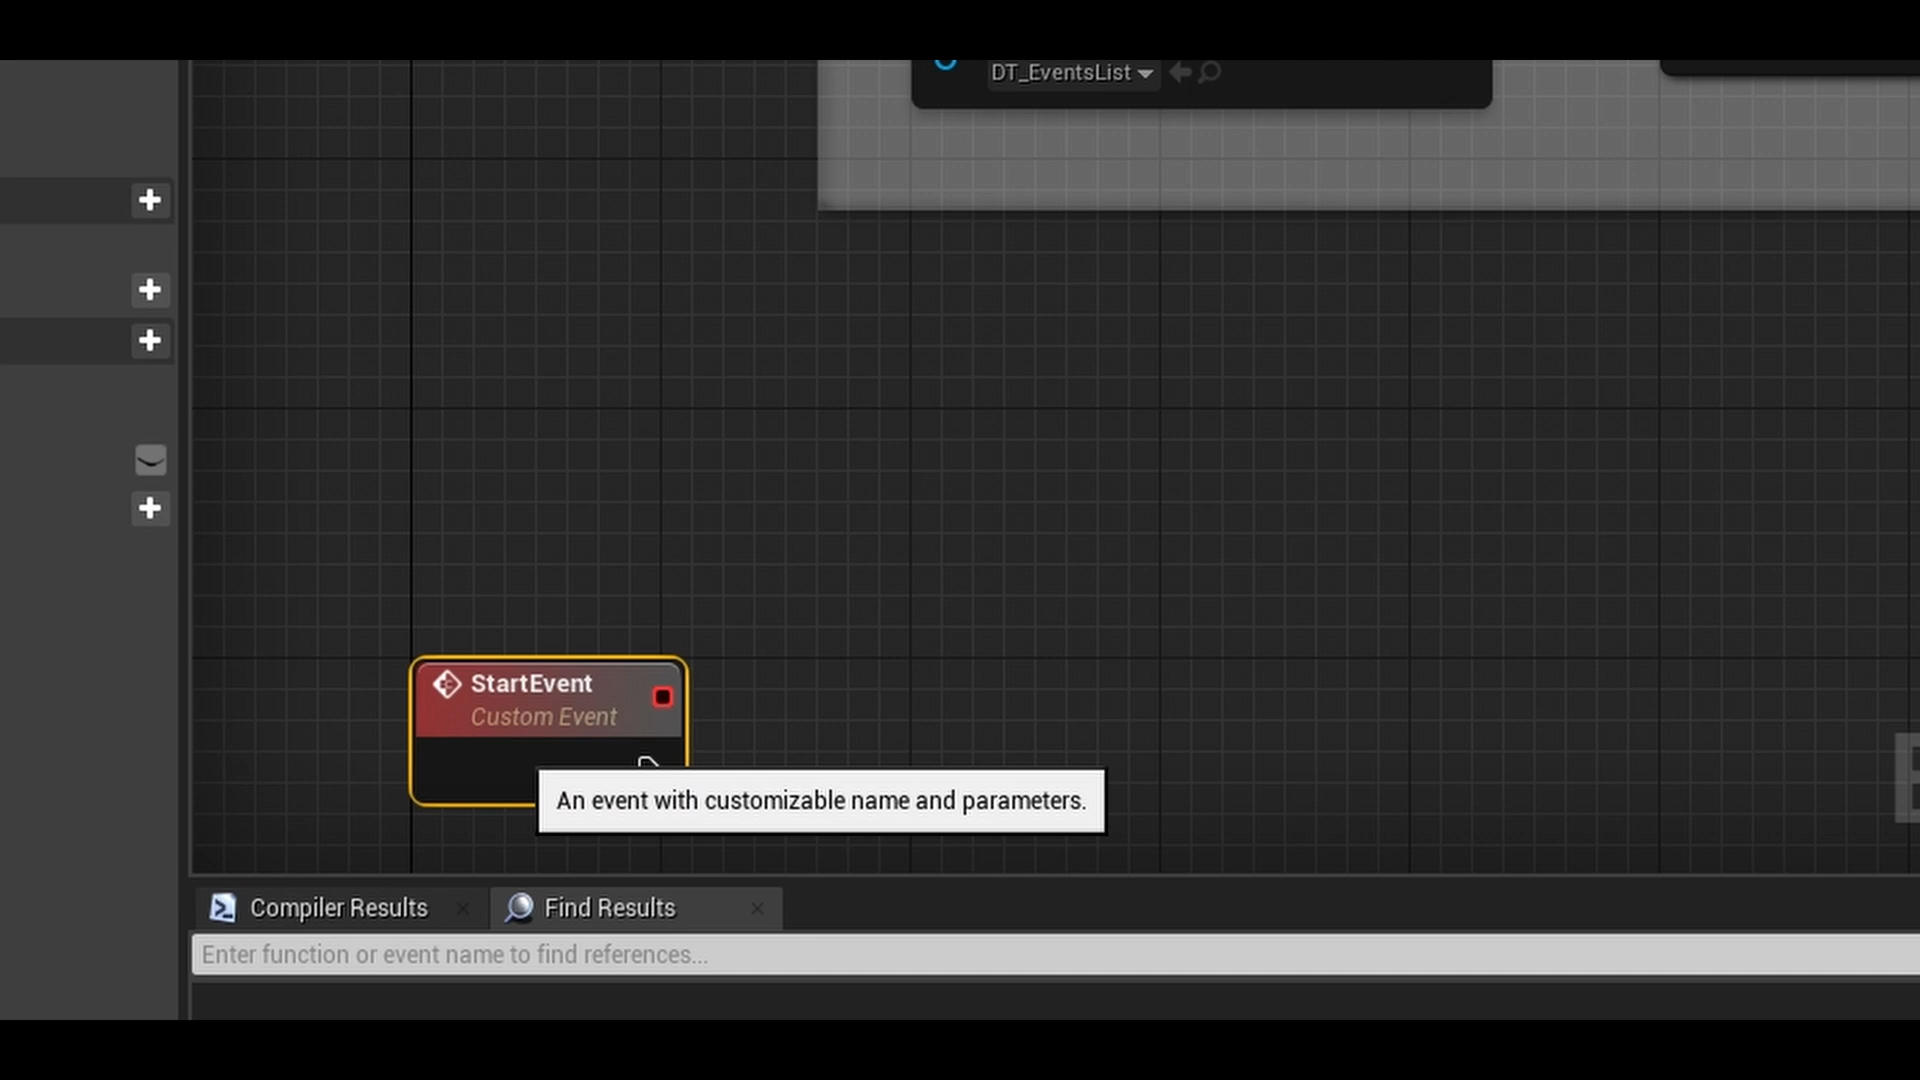 DT_EventsList
StartEvent
Custom Event
An event with customizable name and parameters.
Compiler Results
Find Results
Enter function or event name to find references...